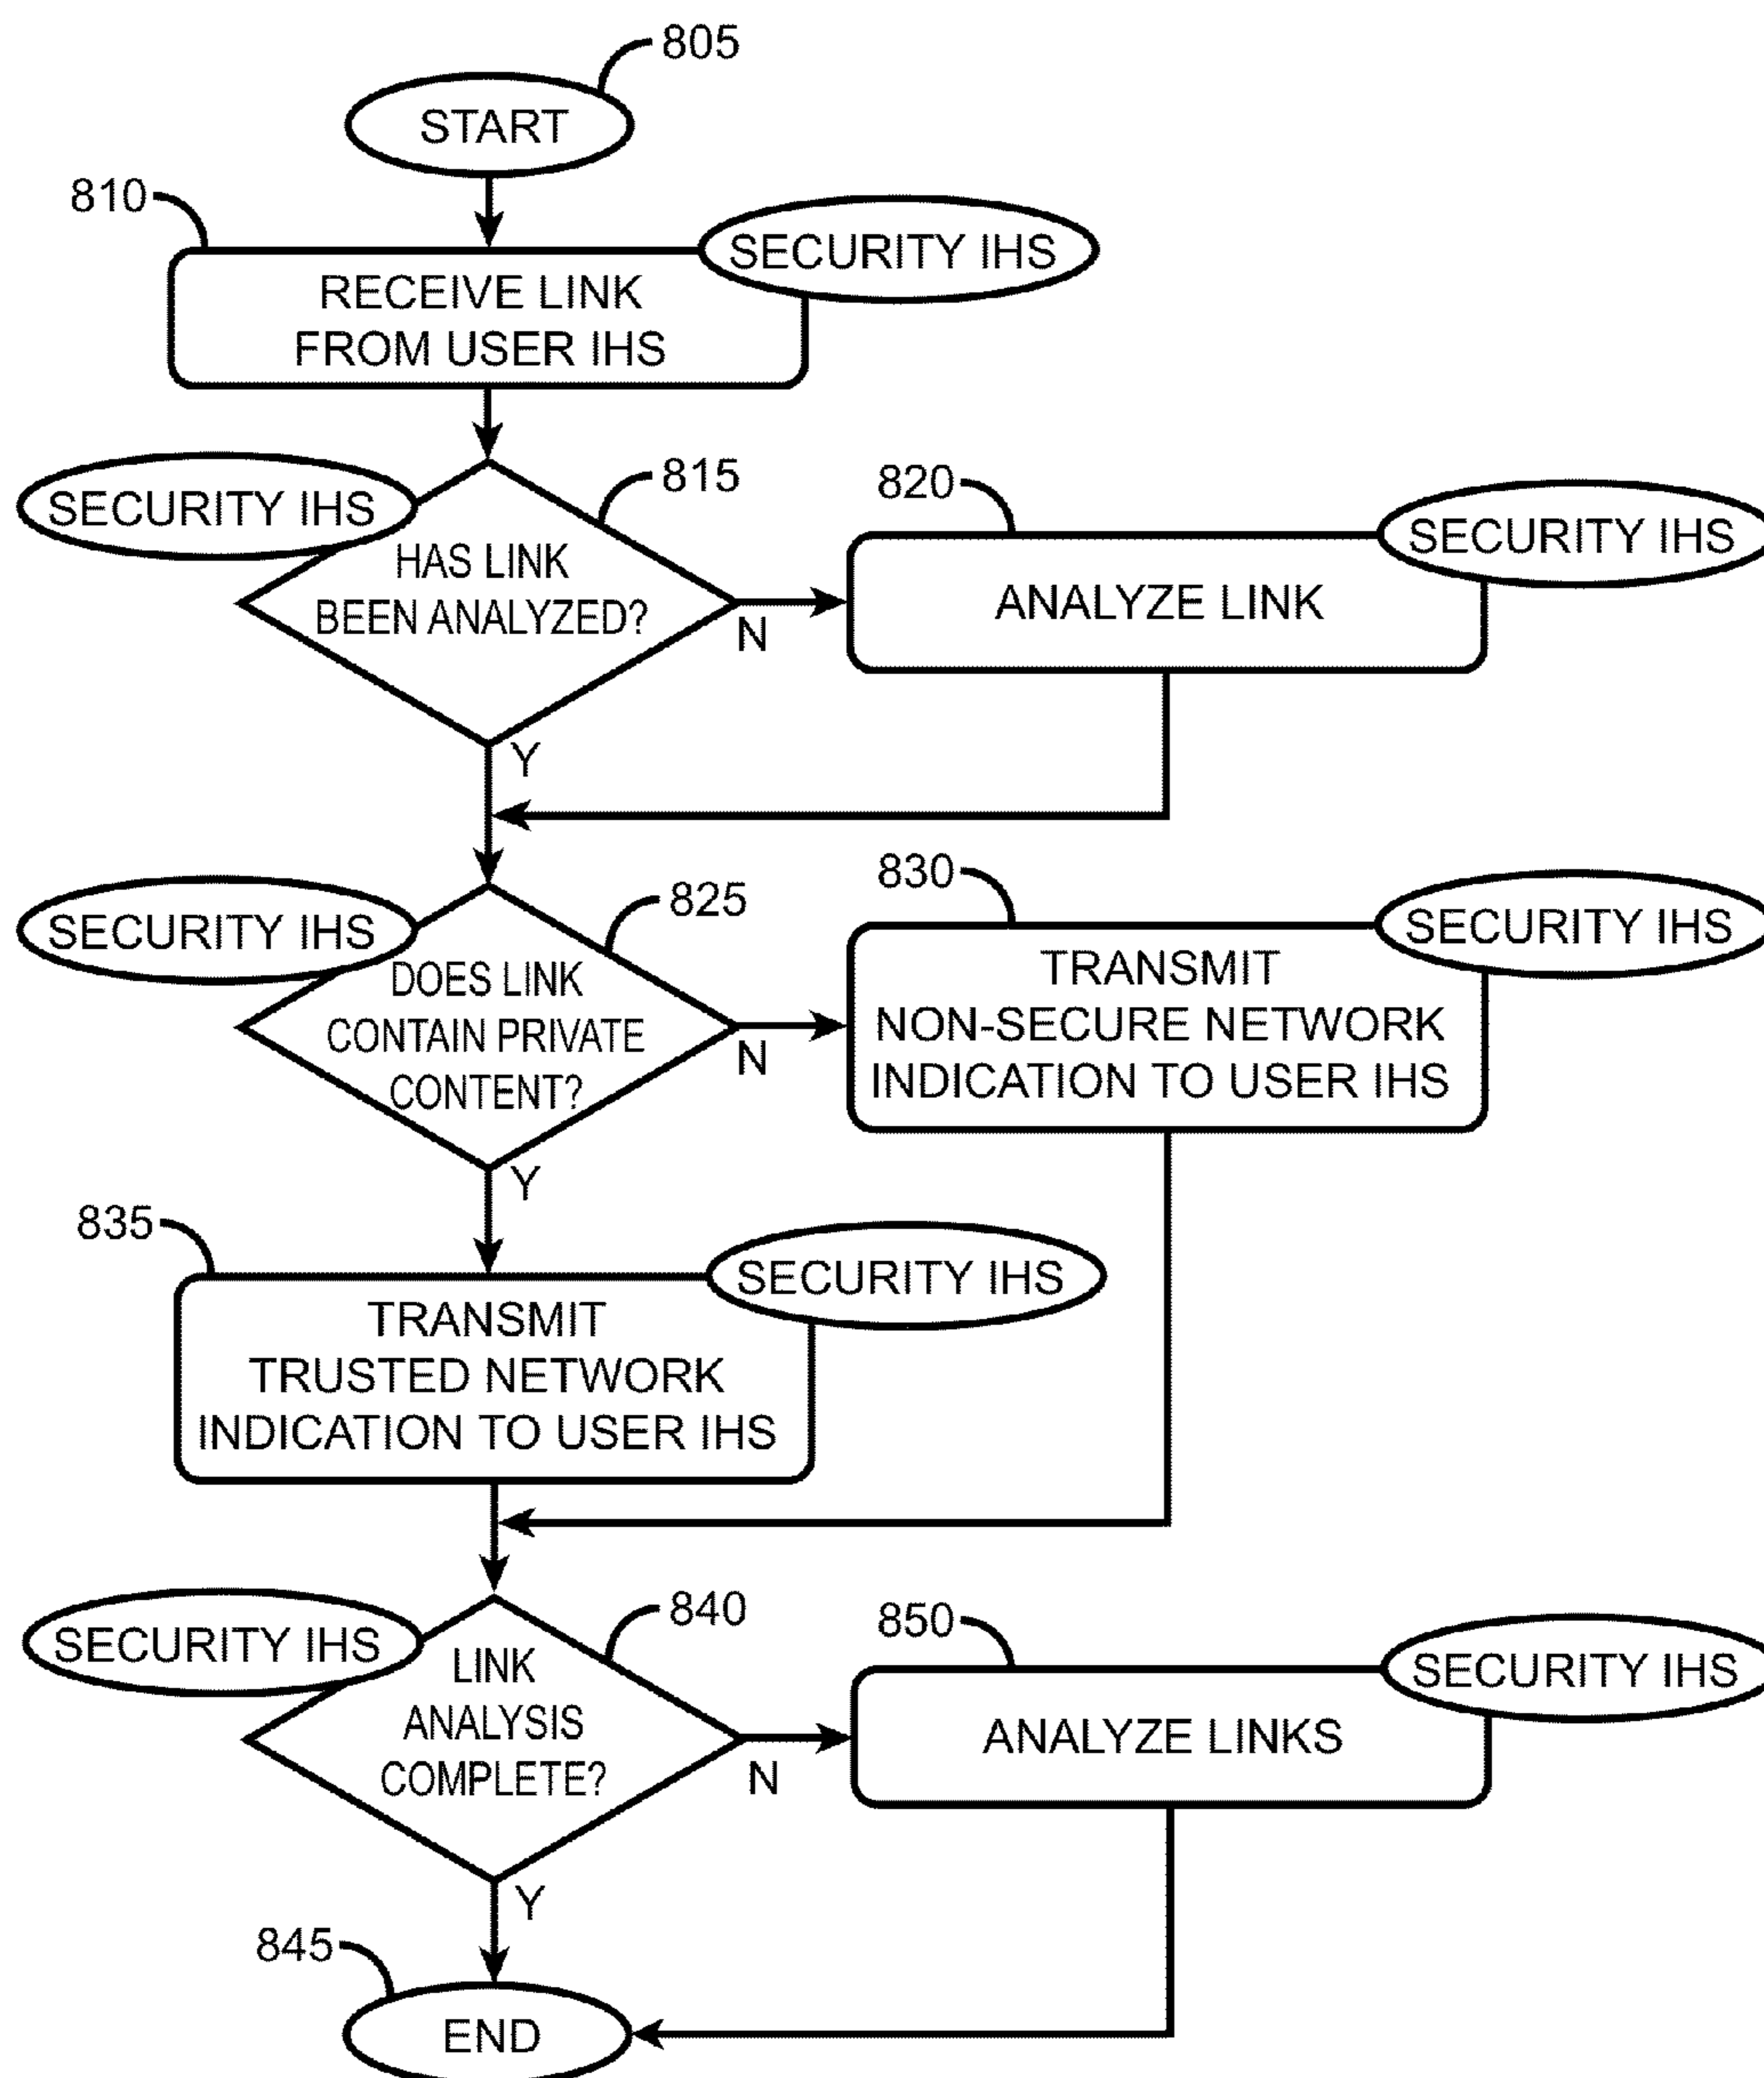 805
START
810
SECURITY IHS
RECEIVE LINK
FROM USER IHS
SECURITY IHS
815
HAS LINK
BEEN ANALYZED?
N
Y
820
SECURITY IHS
ANALYZE LINK
SECURITY IHS
825
DOES LINK
CONTAIN PRIVATE
CONTENT?
N
Y
830
SECURITY IHS
TRANSMIT
NON-SECURE NETWORK
INDICATION TO USER IHS
835
SECURITY IHS
TRANSMIT
TRUSTED NETWORK
INDICATION TO USER IHS
SECURITY IHS
840
LINK
ANALYSIS
COMPLETE?
N
Y
850
SECURITY IHS
ANALYZE LINKS
845
END